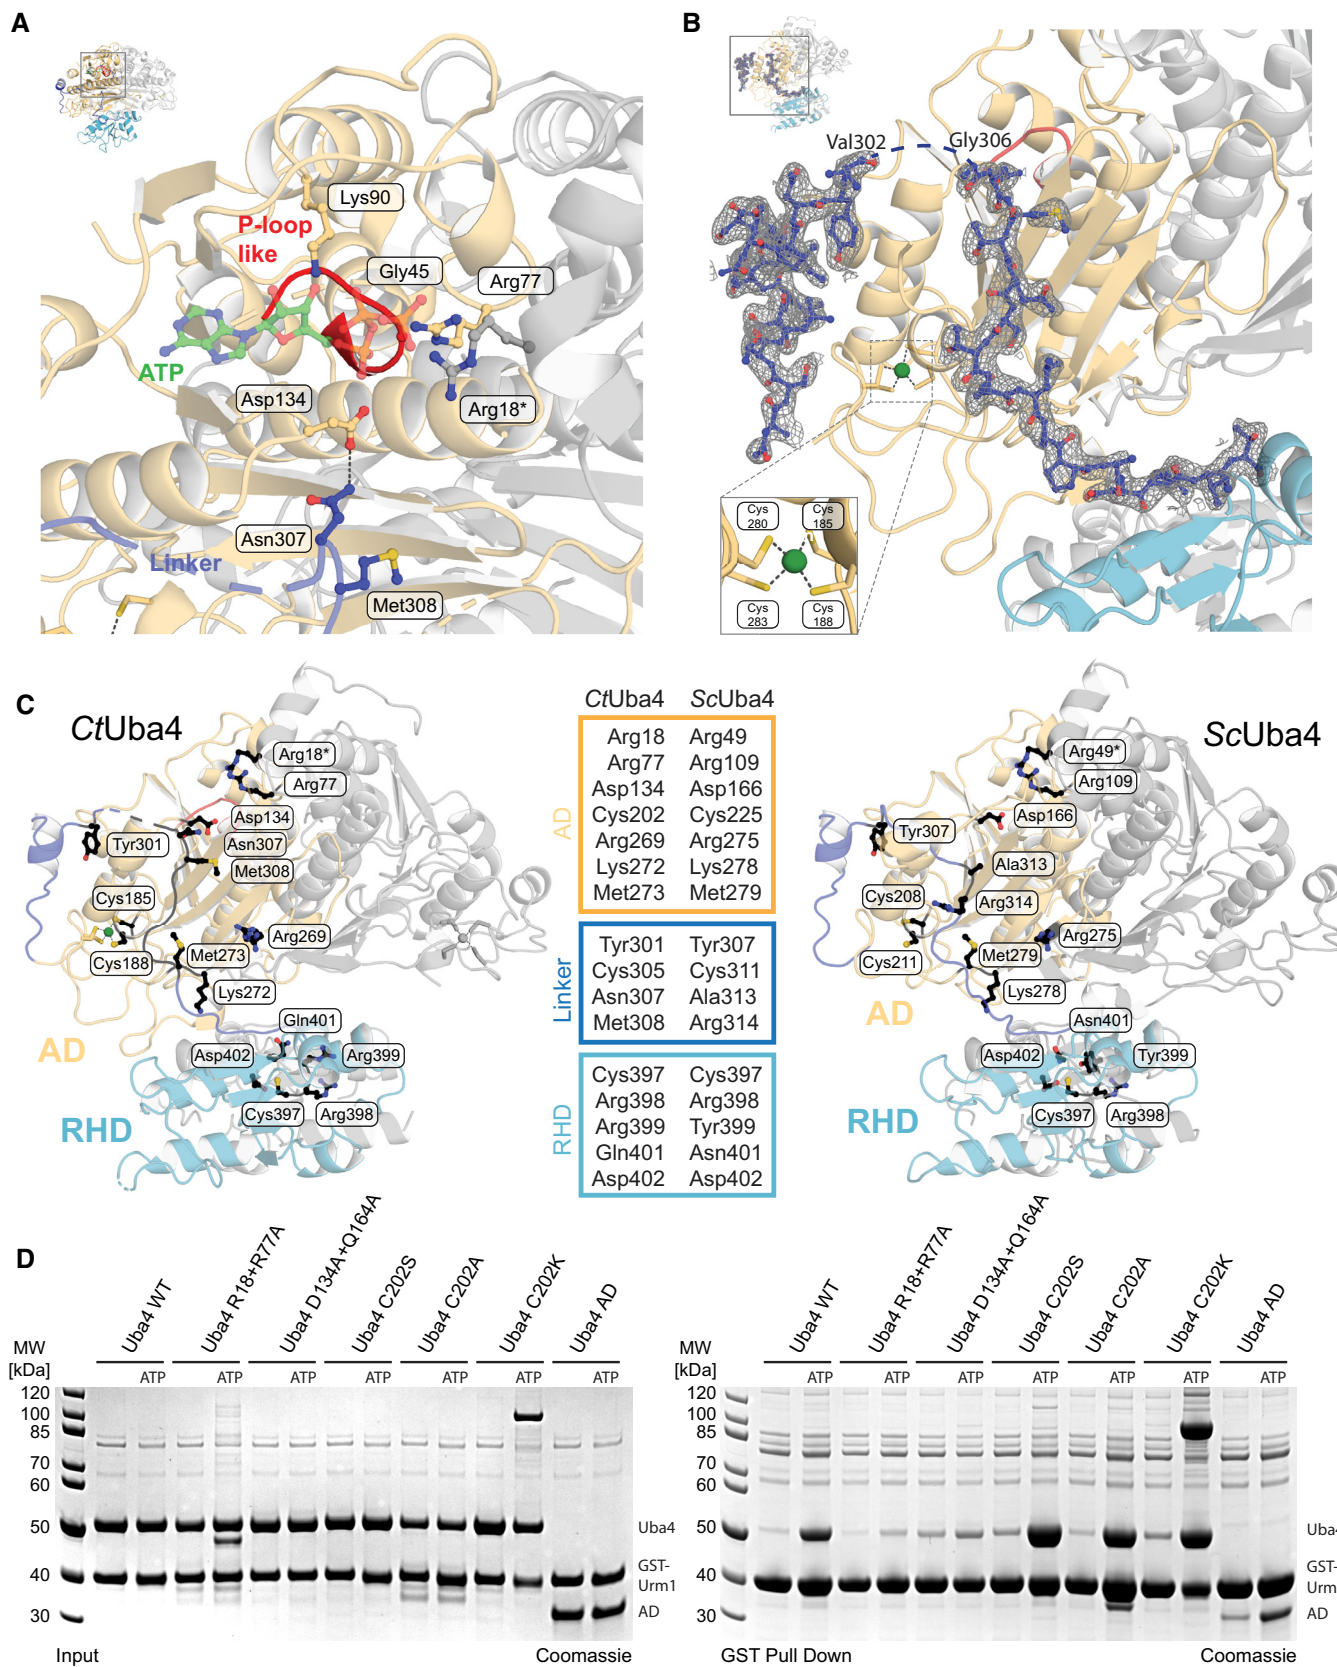 A
Lys90
P-loop
like
Gly45
Arg77
ATP
Asp134
Arg18*
Asn307
Linker
Met308
B
Val302
Gly306
Cys
280
Cys
185
Cys
283
Cys
188
C
CtUba4
Arg18*
Arg77
Asp134
Tyr301
Asn307
Met308
Cys185
Arg269
Met273
Cys188
Lys272
AD
Gln401
Asp402
Arg399
RHD
Cys397
Arg398
CtUba4 ScUba4
AD
Arg18 Arg49
Arg77 Arg109
Asp134 Asp166
Cys202 Cys225
Arg269 Arg275
Lys272 Lys278
Met273 Met279
Linker
Tyr301 Tyr307
Cys305 Cys311
Asn307 Ala313
Met308 Arg314
RHD
Cys397 Cys397
Arg398 Arg398
Arg399 Tyr399
Gln401 Asn401
Asp402 Asp402
ScUba4
Arg49*
Arg109
Asp166
Tyr307
Ala313
Cys208
Arg314
Arg275
Met279
Cys211
Lys278
AD
Asn401
Asp402
Tyr399
RHD
Cys397
Arg398
D
Uba4 WT
Uba4 R18+R77A
Uba4 D134A+Q164A
Uba4 C202S
Uba4 C202A
Uba4 C202K
Uba4 AD
MW
[kDa]
ATP ATP ATP ATP ATP ATP ATP
120
100
85
70
60
50
40
30
Uba4
GST-
Urm1
AD
Input Coomassie
Uba4 WT
Uba4 R18+R77A
Uba4 D134A+Q164A
Uba4 C202S
Uba4 C202A
Uba4 C202K
Uba4 AD
MW
[kDa]
ATP ATP ATP ATP ATP ATP ATP
120
100
85
70
60
50
40
30
Uba4
GST-
Urm
AD
GST Pull Down Coomassie